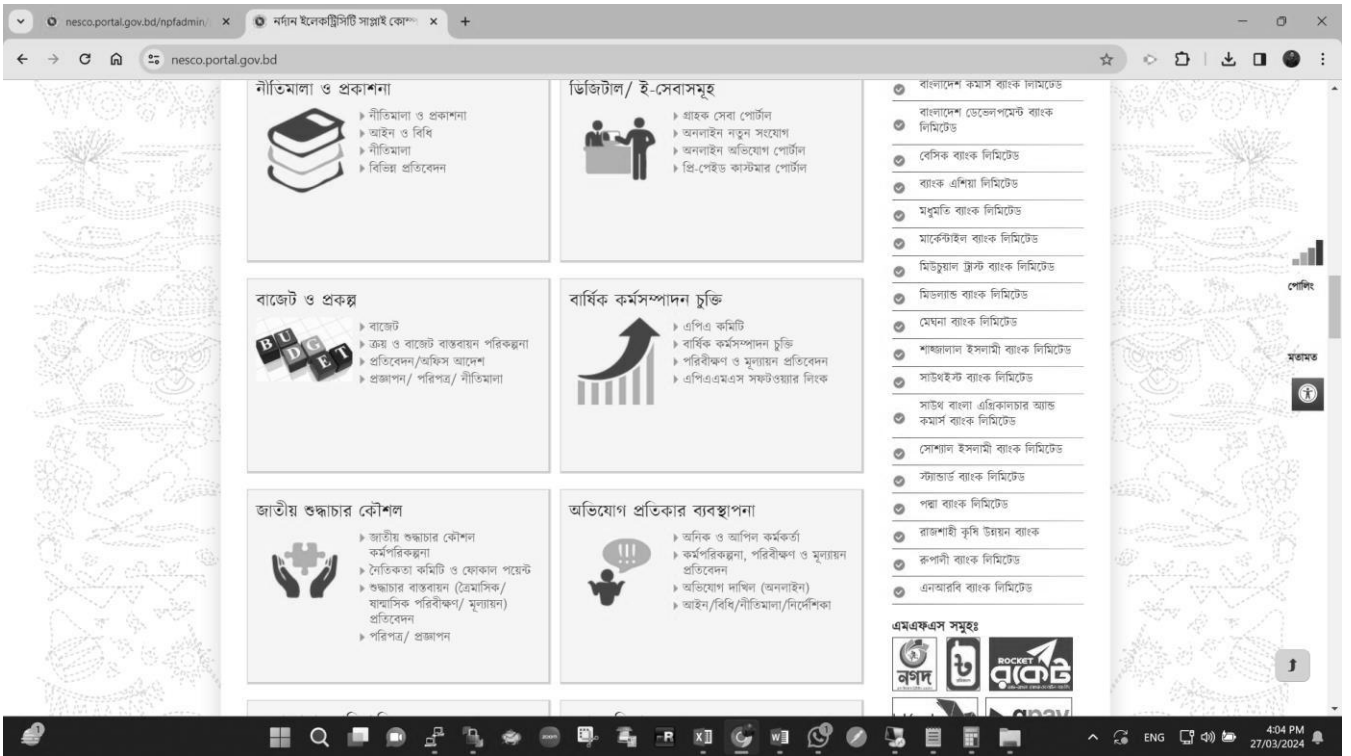 nesco.portal.gov.bd/npfadmin/
নর্দান ইলেকট্রিসিটি সাপ্লাই কোম্প
nesco.portal.gov.bd
নীতিমালা ও প্রকাশনা
নীতিমালা ও প্রকাশনা
আইন ও বিধি
নীতিমালা
বিভিন্ন প্রতিবেদন
ডিজিটাল/ ই-সেবাসমূহ
গ্রাহক সেবা পোর্টাল
অনলাইন নতুন সংযোগ
অনলাইন অভিযোগ পোর্টাল
প্রি-পেইড কাস্টমার পোর্টাল
বাজেট ও প্রকল্প
BUDGET
বাজেট
ক্রয় ও বাজেট বাস্তবায়ন পরিকল্পনা
প্রতিবেদন/অফিস আদেশ
প্রজ্ঞাপন/ পরিপত্র/ নীতিমালা
বার্ষিক কর্মসম্পাদন চুক্তি
এপিএ কমিটি
বার্ষিক কর্মসম্পাদন চুক্তি
পরিবীক্ষণ ও মূল্যায়ন প্রতিবেদন
এপিএএমএস সফটওয়্যার লিংক
জাতীয় শুদ্ধাচার কৌশল
জাতীয় শুদ্ধাচার কৌশল
কর্মপরিকল্পনা
নৈতিকতা কমিটি ও ফোকাল পয়েন্ট
শুদ্ধাচার বাস্তবায়ন (ত্রৈমাসিক/
ষান্মাসিক পরিবীক্ষণ/ মূল্যায়ন)
প্রতিবেদন
পরিপত্র/ প্রজ্ঞাপন
অভিযোগ প্রতিকার ব্যবস্থাপনা
অনিক ও আপিল কর্মকর্তা
কর্মপরিকল্পনা, পরিবীক্ষণ ও মূল্যায়ন
প্রতিবেদন
অভিযোগ দাখিল (অনলাইন)
আইন/বিধি/নীতিমালা/নির্দেশিকা
বাংলাদেশ কমার্স ব্যাংক লিমিটেড
বাংলাদেশ ডেভেলপমেন্ট ব্যাংক
লিমিটেড
বেসিক ব্যাংক লিমিটেড
ব্যাংক এশিয়া লিমিটেড
মধুমতি ব্যাংক লিমিটেড
মার্কেন্টাইল ব্যাংক লিমিটেড
মিউচুয়াল ট্রাস্ট ব্যাংক লিমিটেড
মিডল্যান্ড ব্যাংক লিমিটেড
মেঘনা ব্যাংক লিমিটেড
শাহ্জালাল ইসলামী ব্যাংক লিমিটেড
সাউথইস্ট ব্যাংক লিমিটেড
সাউথ বাংলা এগ্রিকালচার অ্যান্ড
কমার্স ব্যাংক লিমিটেড
সোশ্যাল ইসলামী ব্যাংক লিমিটেড
স্ট্যান্ডার্ড ব্যাংক লিমিটেড
পদ্মা ব্যাংক লিমিটেড
রাজশাহী কৃষি উন্নয়ন ব্যাংক
রুপালী ব্যাংক লিমিটেড
এনআরবি ব্যাংক লিমিটেড
এমএফএস সমূহঃ
নগদ
ROCKET
রকেট
পোলিং
মতামত
zoom
ENG
4:04 PM
27/03/2024